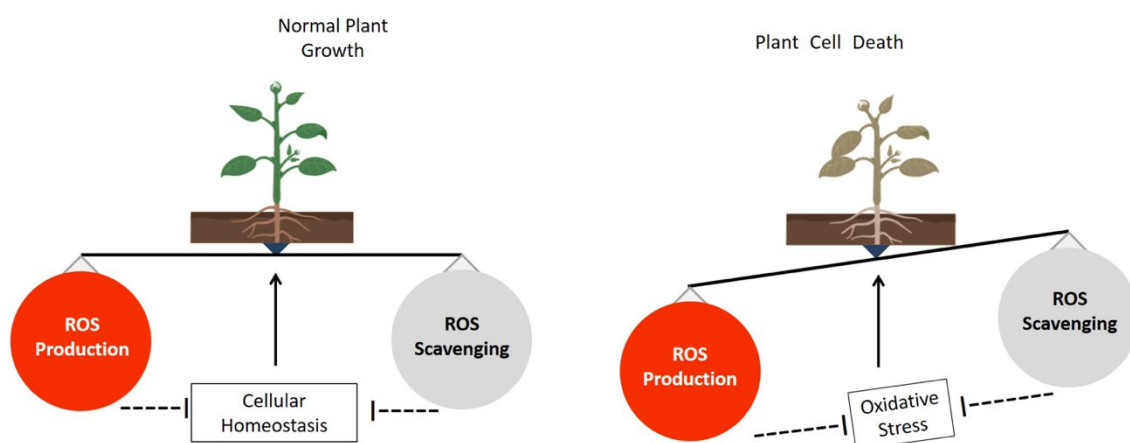 Normal Plant
Growth
Plant Cell Death
ROS
Production
ROS
Scavenging
Cellular
Homeostasis
ROS
Production
ROS
Scavenging
Oxidative
Stress